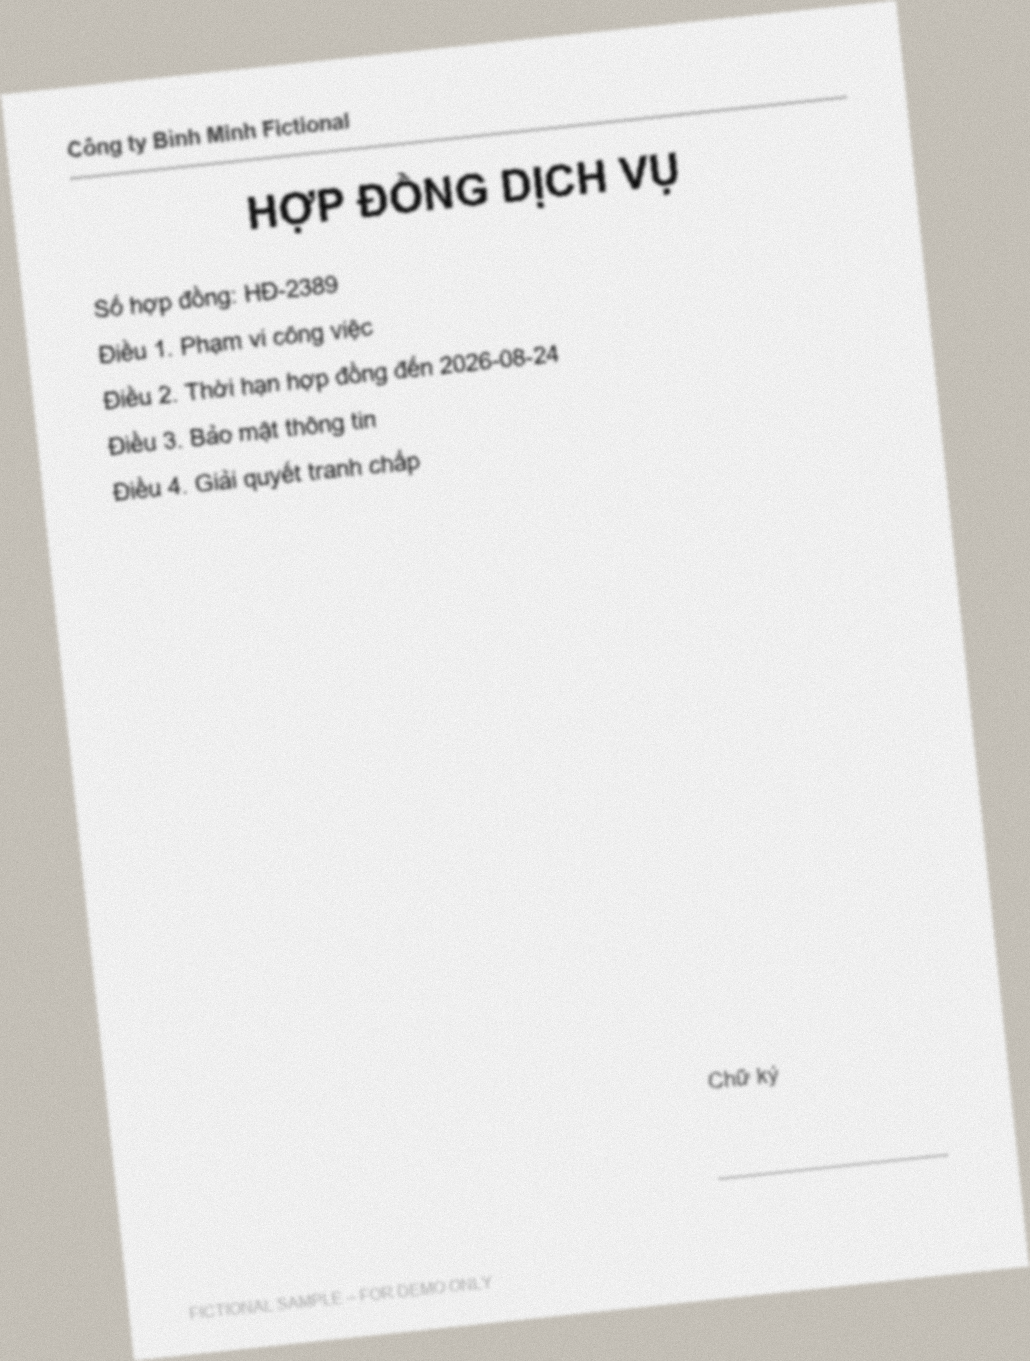 Công ty Bình Minh Fictional
HỢP ĐỒNG DỊCH VỤ
Số hợp đồng: HĐ-2389
Điều 1. Phạm vi công việc
Điều 2. Thời hạn hợp đồng đến 2026-08-24
Điều 3. Bảo mật thông tin
Điều 4. Giải quyết tranh chấp
Chữ ký
FICTIONAL SAMPLE – FOR DEMO ONLY